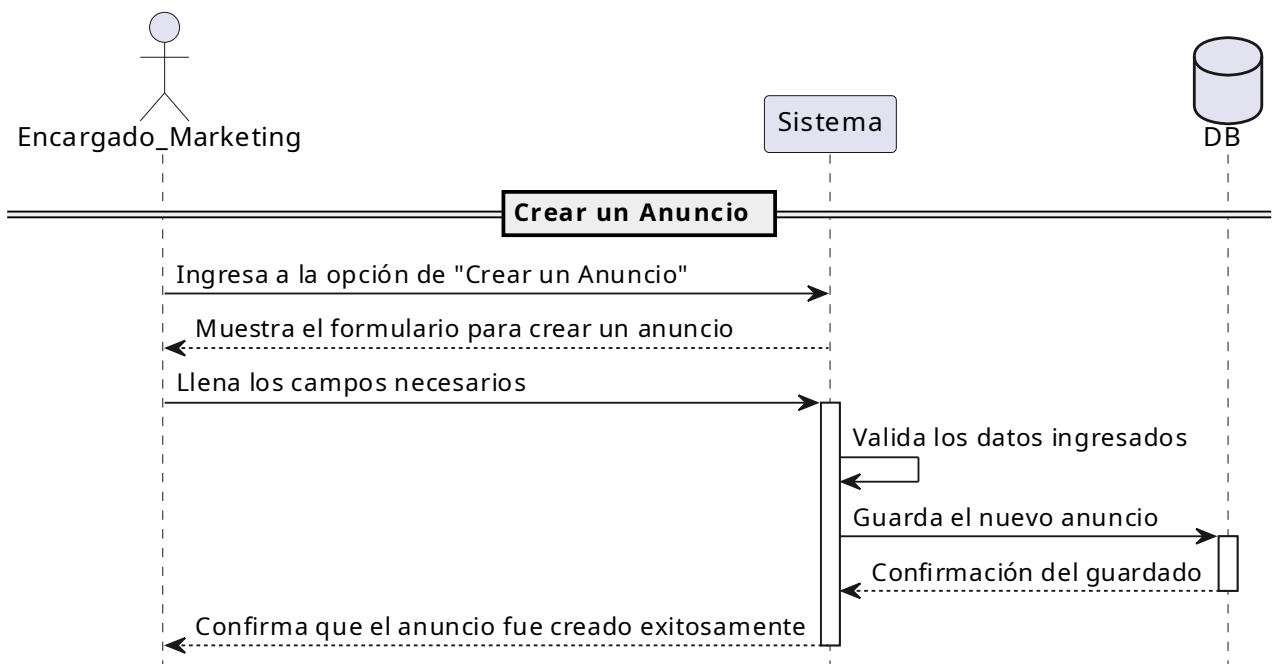 Encargado_Marketing
Sistema
DB
Crear un Anuncio
Ingresa a la opción de "Crear un Anuncio"
Muestra el formulario para crear un anuncio
Llena los campos necesarios
Valida los datos ingresados
Guarda el nuevo anuncio
Confirmación del guardado
Confirma que el anuncio fue creado exitosamente